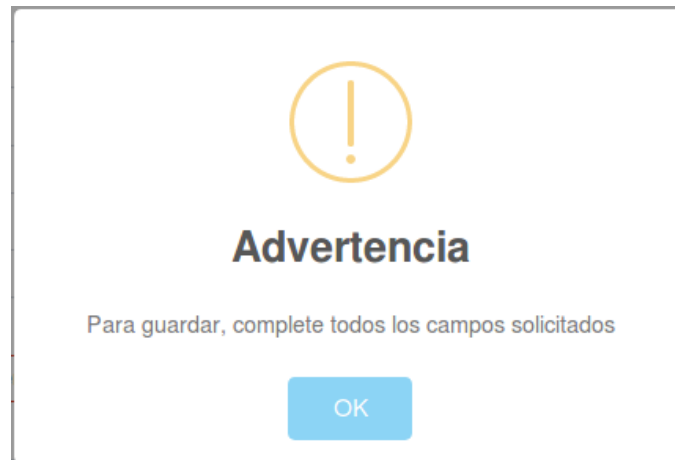 Advertencia
Para guardar, complete todos los campos solicitados
OK